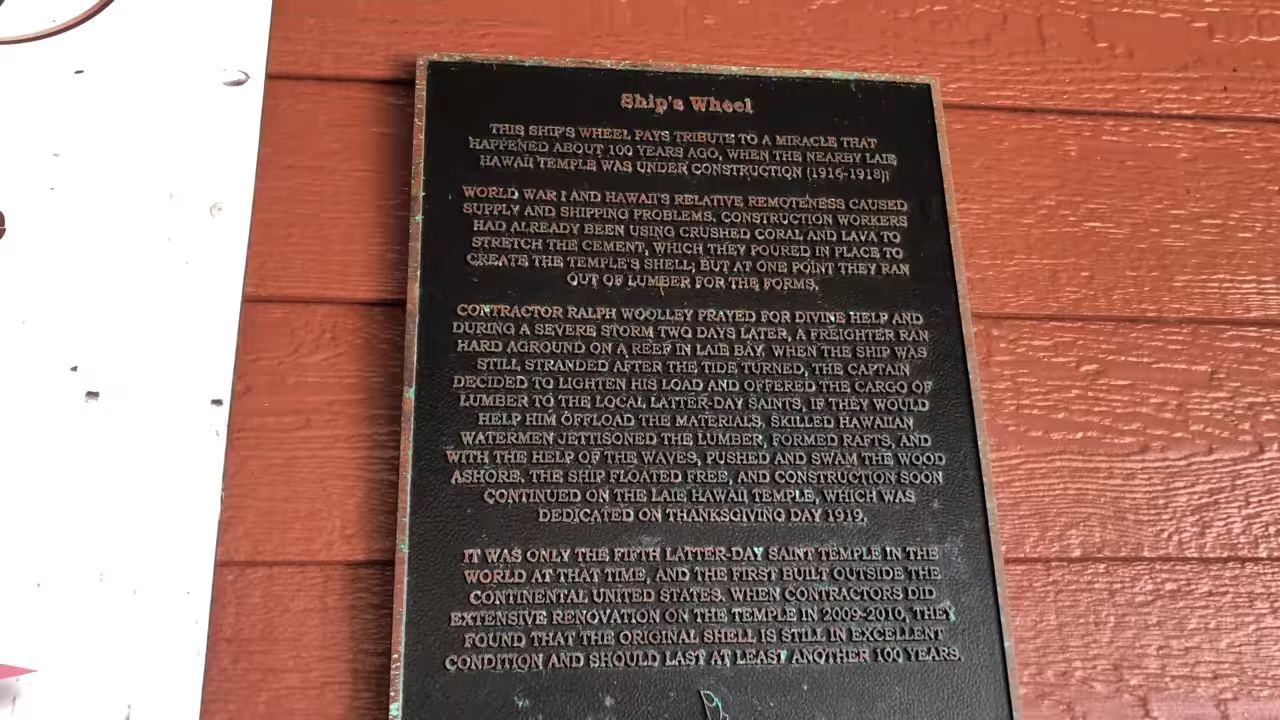 Ship's Wheel
THIS SHIP'S WHEEL PAYS TRIBUTE TO A MIRACLE THAT
HAPPENED ABOUT 100 YEARS AGO, WHEN THE NEARBY LAIE
HAWAII TEMPLE WAS UNDER CONSTRUCTION (1916-1918):
WORLD WAR I AND HAWAII'S RELATIVE REMOTENESS CAUSED
SUPPLY AND SHIPPING PROBLEMS. CONSTRUCTION WORKERS
HAD ALREADY BEEN USING CRUSHED CORAL AND LAVA TO
STRETCH THE CEMENT, WHICH THEY POURED IN PLACE TO
CREATE THE TEMPLE'S SHELL; BUT AT ONE POINT THEY RAN
OUT OF LUMBER FOR THE FORMS.
CONTRACTOR RALPH WOOLLEY PRAYED FOR DIVINE HELP AND
DURING A SEVERE STORM TWO DAYS LATER, A FREIGHTER RAN
HARD AGROUND ON A REEF IN LAIE BAY. WHEN THE SHIP WAS
STILL STRANDED AFTER THE TIDE TURNED, THE CAPTAIN
DECIDED TO LIGHTEN HIS LOAD AND OFFERED THE CARGO OF
LUMBER TO THE LOCAL LATTER-DAY SAINTS, IF THEY WOULD
HELP HIM OFFLOAD THE MATERIALS. SKILLED HAWAIIAN
WATERMEN JETTISONED THE LUMBER, FORMED RAFTS, AND
WITH THE HELP OF THE WAVES, PUSHED AND SWAM THE WOOD
ASHORE. THE SHIP FLOATED FREE, AND CONSTRUCTION SOON
CONTINUED ON THE LAIE HAWAII TEMPLE, WHICH WAS
DEDICATED ON THANKSGIVING DAY 1919.
IT WAS ONLY THE FIFTH LATTER-DAY SAINT TEMPLE IN THE
WORLD AT THAT TIME, AND THE FIRST BUILT OUTSIDE THE
CONTINENTAL UNITED STATES. WHEN CONTRACTORS DID
EXTENSIVE RENOVATION ON THE TEMPLE IN 2009-2010, THEY
FOUND THAT THE ORIGINAL SHELL IS STILL IN EXCELLENT
CONDITION AND SHOULD LAST AT LEAST ANOTHER 100 YEARS.